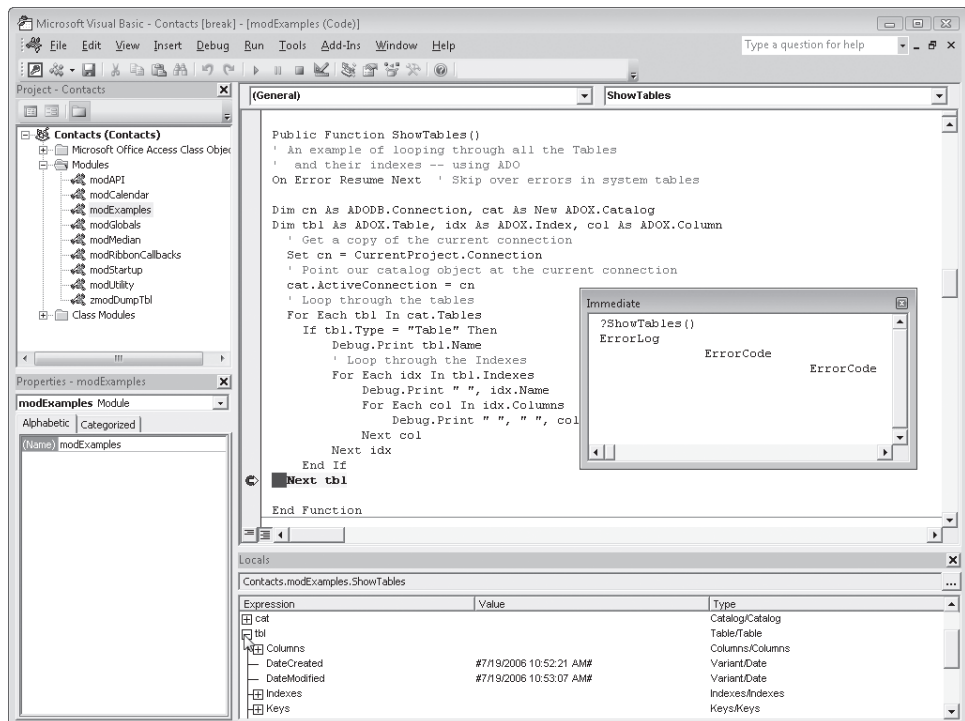 Microsoft Visual Basic - Contacts [break] - [modExamples (Code)]
File Edit View Insert Debug Run Tools Add-Ins Window Help
Type a question for help
Project - Contacts
Contacts (Contacts)
Microsoft Office Access Class Objec
Modules
modAPI
modCalendar
modExamples
modGlobals
modMedian
modRibbonCallbacks
modStartup
modUtility
zmodDumpTbl
Class Modules
Properties - modExamples
modExamples Module
Alphabetic Categorized
(Name) modExamples
(General) ShowTables
Public Function ShowTables()
' An example of looping through all the Tables
' and their indexes -- using ADO
On Error Resume Next ' Skip over errors in system tables
Dim cn As ADODB.Connection, cat As New ADOX.Catalog
Dim tbl As ADOX.Table, idx As ADOX.Index, col As ADOX.Column
' Get a copy of the current connection
Set cn = CurrentProject.Connection
' Point our catalog object at the current connection
cat.ActiveConnection = cn
' Loop through the tables
For Each tbl In cat.Tables
If tbl.Type = "Table" Then
Debug.Print tbl.Name
' Loop through the Indexes
For Each idx In tbl.Indexes
Debug.Print " ", idx.Name
For Each col In idx.Columns
Debug.Print " ", " ", col
Next col
Next idx
End If
Next tbl
End Function
Immediate
?ShowTables()
ErrorLog
ErrorCode
ErrorCode
Locals
Contacts.modExamples.ShowTables
...
Expression Value Type
cat Catalog/Catalog
tbl Table/Table
Columns Columns/Columns
DateCreated #7/19/2006 10:52:21 AM# Variant/Date
DateModified #7/19/2006 10:53:07 AM# Variant/Date
Indexes Indexes/Indexes
Keys Keys/Keys